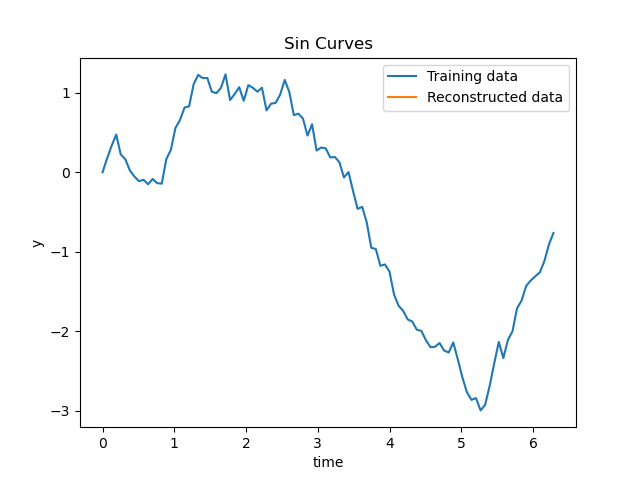 Sin Curves
Training data
Reconstructed data
1
0
−1
−2
−3
y
0 1 2 3 4 5 6
time